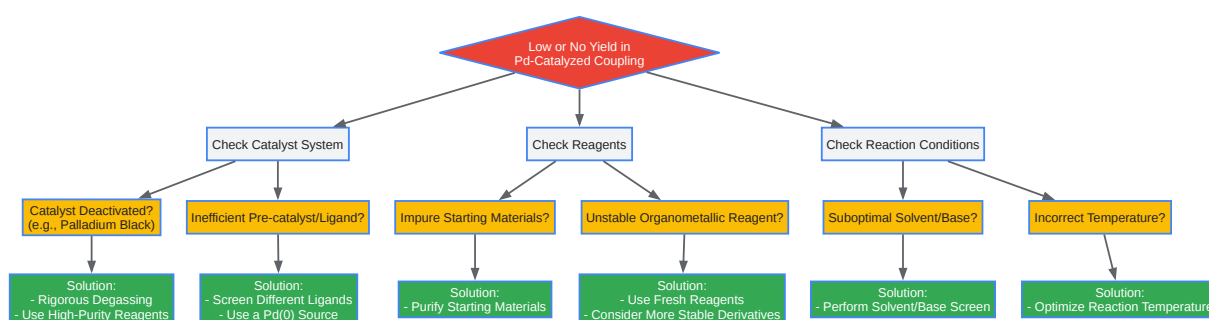 Low or No Yield in
Pd-Catalyzed Coupling
Check Catalyst System
Check Reagents
Check Reaction Conditions
Catalyst Deactivated?
(e.g., Palladium Black)
Inefficient Pre-catalyst/Ligand?
Impure Starting Materials?
Unstable Organometallic Reagent?
Suboptimal Solvent/Base?
Incorrect Temperature?
Solution:
- Rigorous Degassing
- Use High-Purity Reagents
Solution:
- Screen Different Ligands
- Use a Pd(0) Source
Solution:
- Purify Starting Materials
Solution:
- Use Fresh Reagents
- Consider More Stable Derivatives
Solution:
- Perform Solvent/Base Screen
Solution:
- Optimize Reaction Temperature